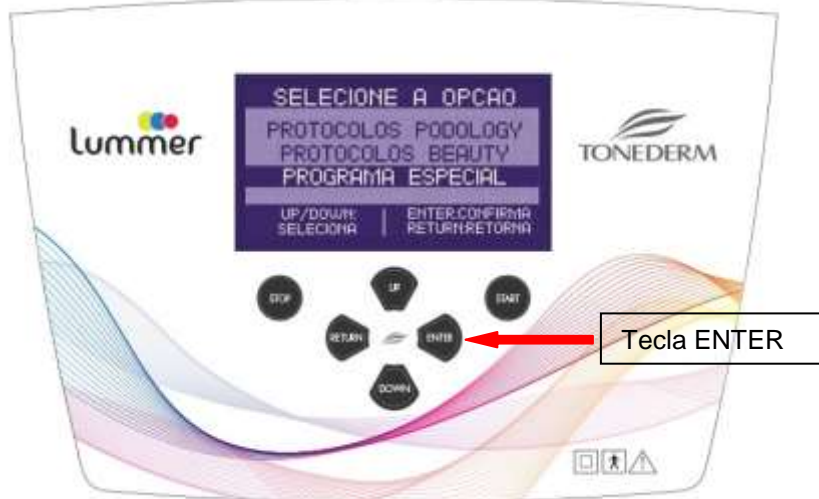 SELECIONE A OPCAO
Lummer
PROTOCOLOS PODOLOGY
PROTOCOLOS BEAUTY
PROGRAMA ESPECIAL
TONEDERM
UP/DOWN:
SELECIONA
ENTER:CONFIRMA
RETURN:RETORNA
STOP
UP
START
RETURN
ENTER
Tecla ENTER
DOWN